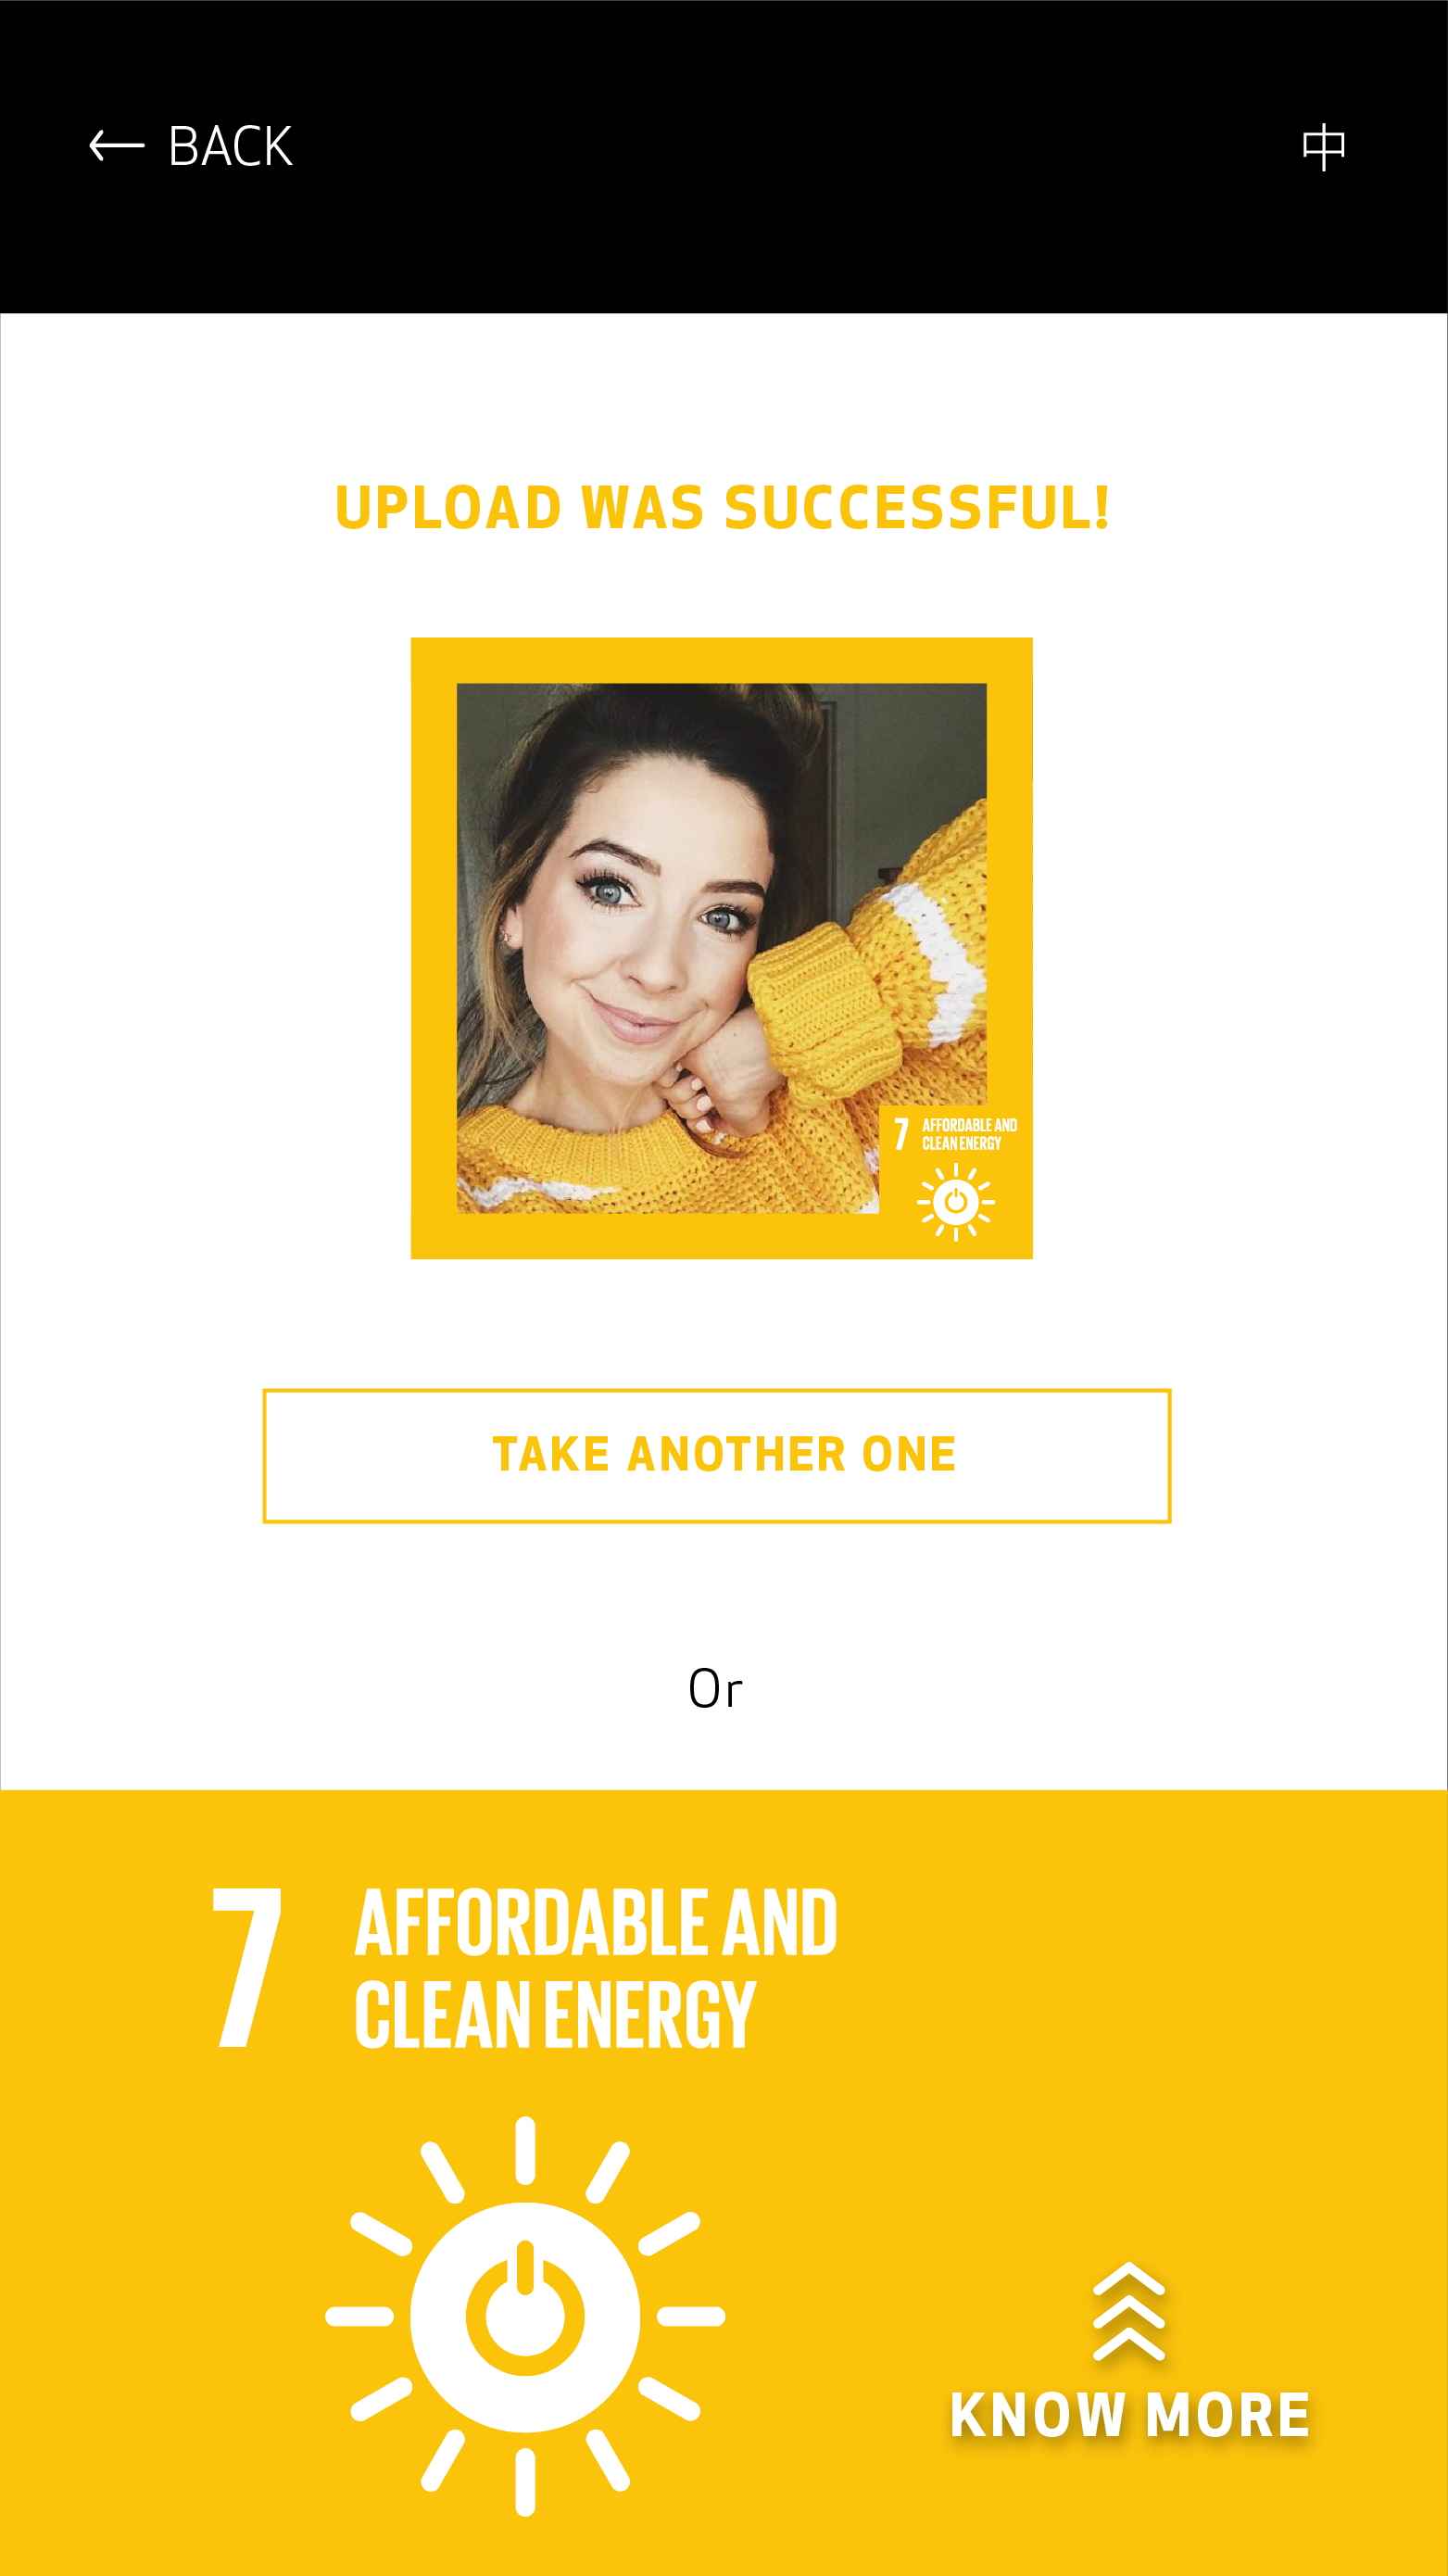 BACK
中
UPLOAD WAS SUCCESSFUL!
7 AFFORDABLE AND
CLEAN ENERGY
TAKE ANOTHER ONE
Or
7 AFFORDABLE AND
CLEAN ENERGY
KNOW MORE